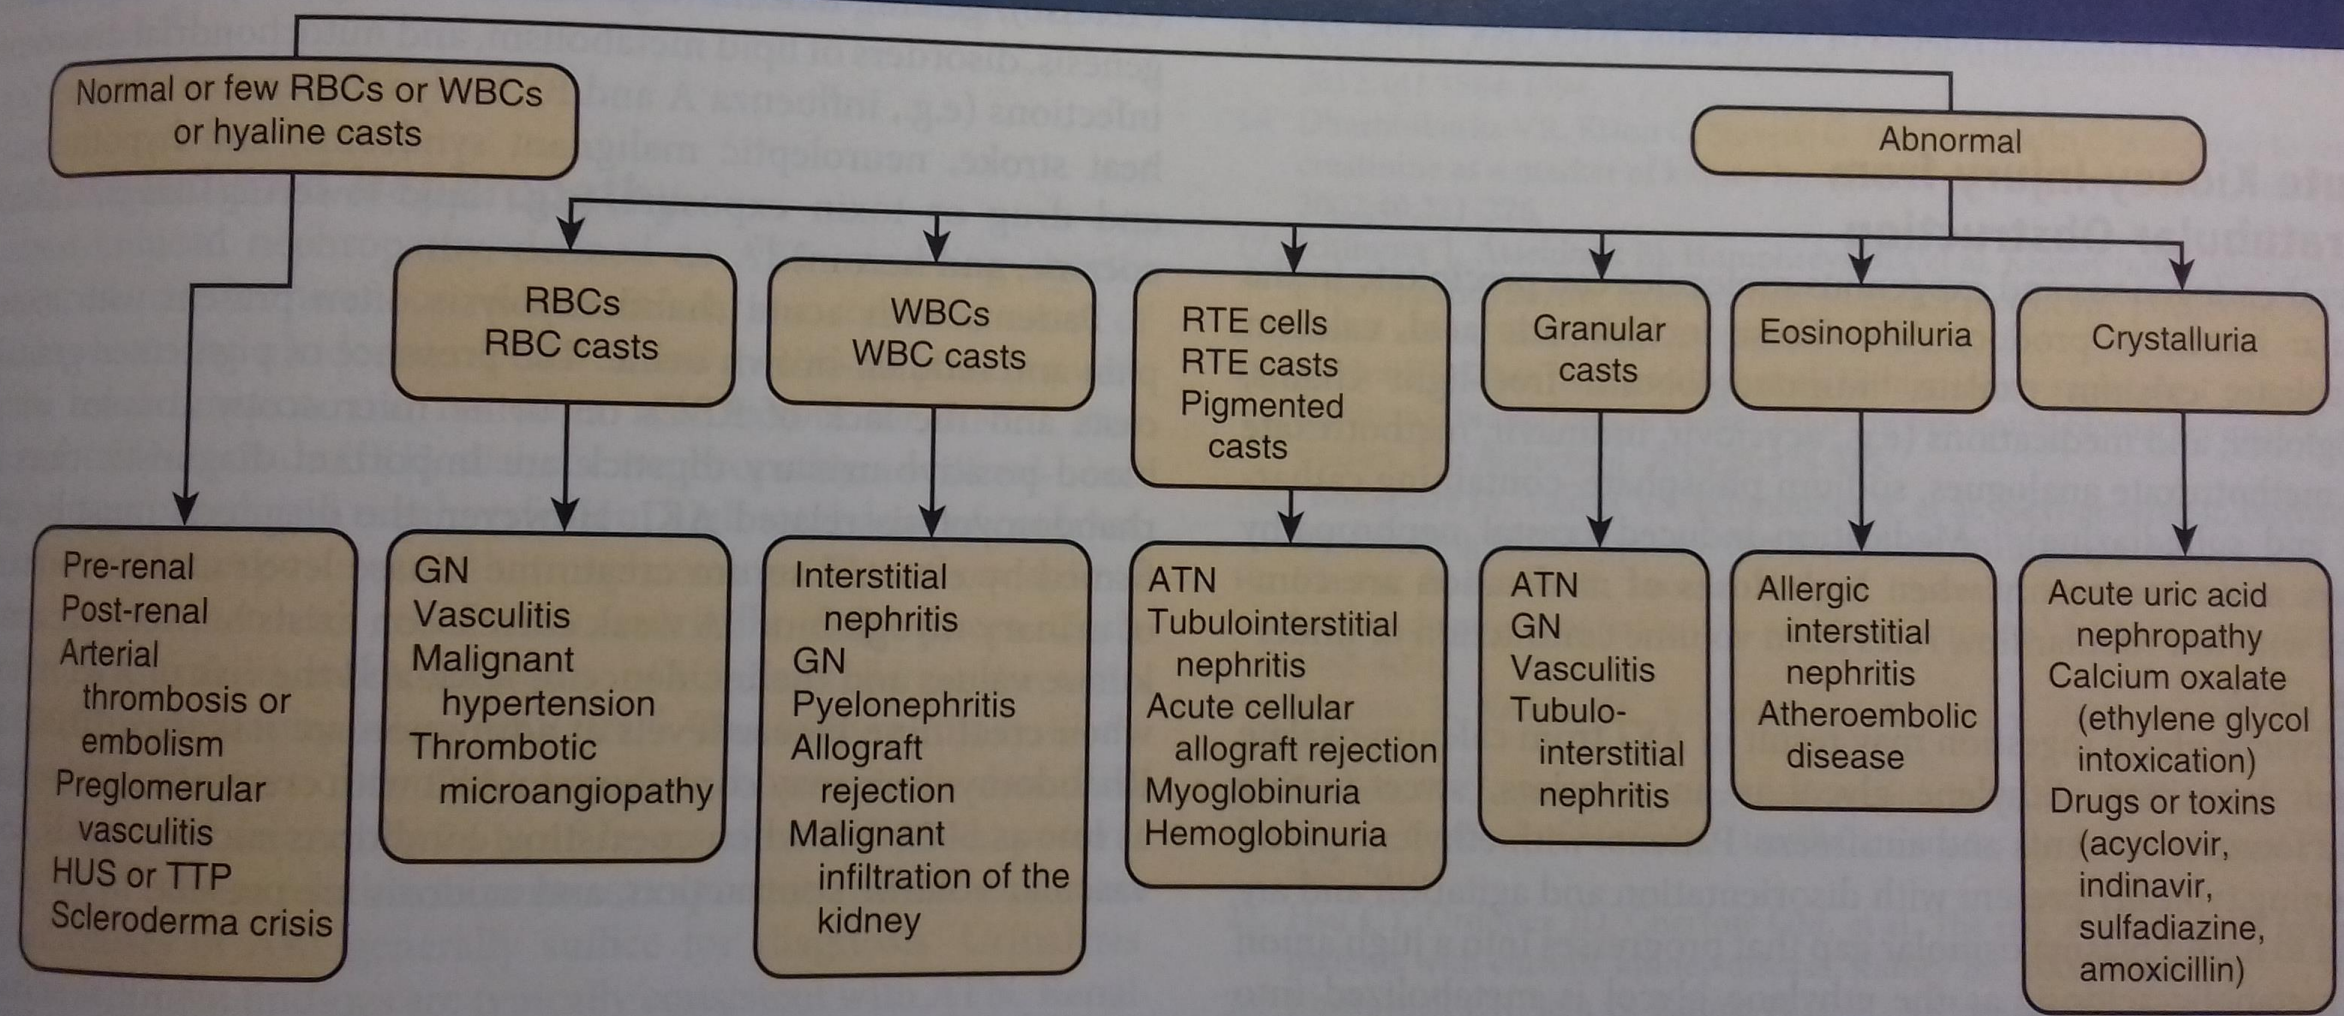 Normal or few RBCs or WBCs
or hyaline casts
Abnormal
RBCs
RBC casts
WBCs
WBC casts
RTE cells
RTE casts
Pigmented
casts
Granular
casts
Eosinophiluria
Crystalluria
Pre-renal
Post-renal
Arterial
thrombosis or
embolism
Preglomerular
vasculitis
HUS or TTP
Scleroderma crisis
GN
Vasculitis
Malignant
hypertension
Thrombotic
microangiopathy
Interstitial
nephritis
GN
Pyelonephritis
Allograft
rejection
Malignant
infiltration of the
kidney
ATN
Tubulointerstitial
nephritis
Acute cellular
allograft rejection
Myoglobinuria
Hemoglobinuria
ATN
GN
Vasculitis
Tubulo-
interstitial
nephritis
Allergic
interstitial
nephritis
Atheroembolic
disease
Acute uric acid
nephropathy
Calcium oxalate
(ethylene glycol
intoxication)
Drugs or toxins
(acyclovir,
indinavir,
sulfadiazine,
amoxicillin)